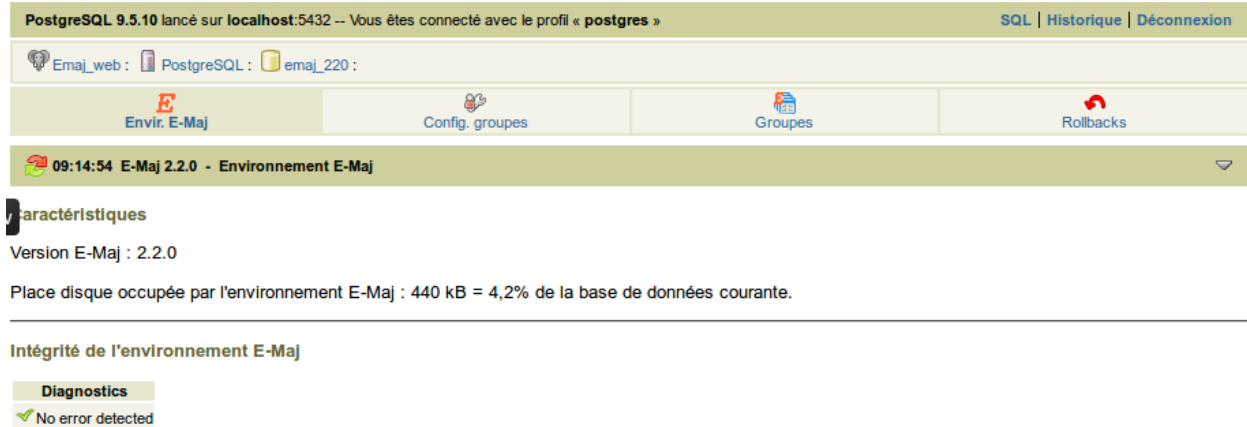 PostgreSQL 9.5.10 lancé sur localhost:5432 -- Vous êtes connecté avec le profil « postgres »
SQL | Historique | Déconnexion
Emaj_web : PostgreSQL : emaj_220 :
Envir. E-Maj
Config. groupes
Groupes
Rollbacks
09:14:54 E-Maj 2.2.0 - Environnement E-Maj
aractéristiques
Version E-Maj : 2.2.0
Place disque occupée par l'environnement E-Maj : 440 kB = 4,2% de la base de données courante.
Intégrité de l'environnement E-Maj
Diagnostics
No error detected